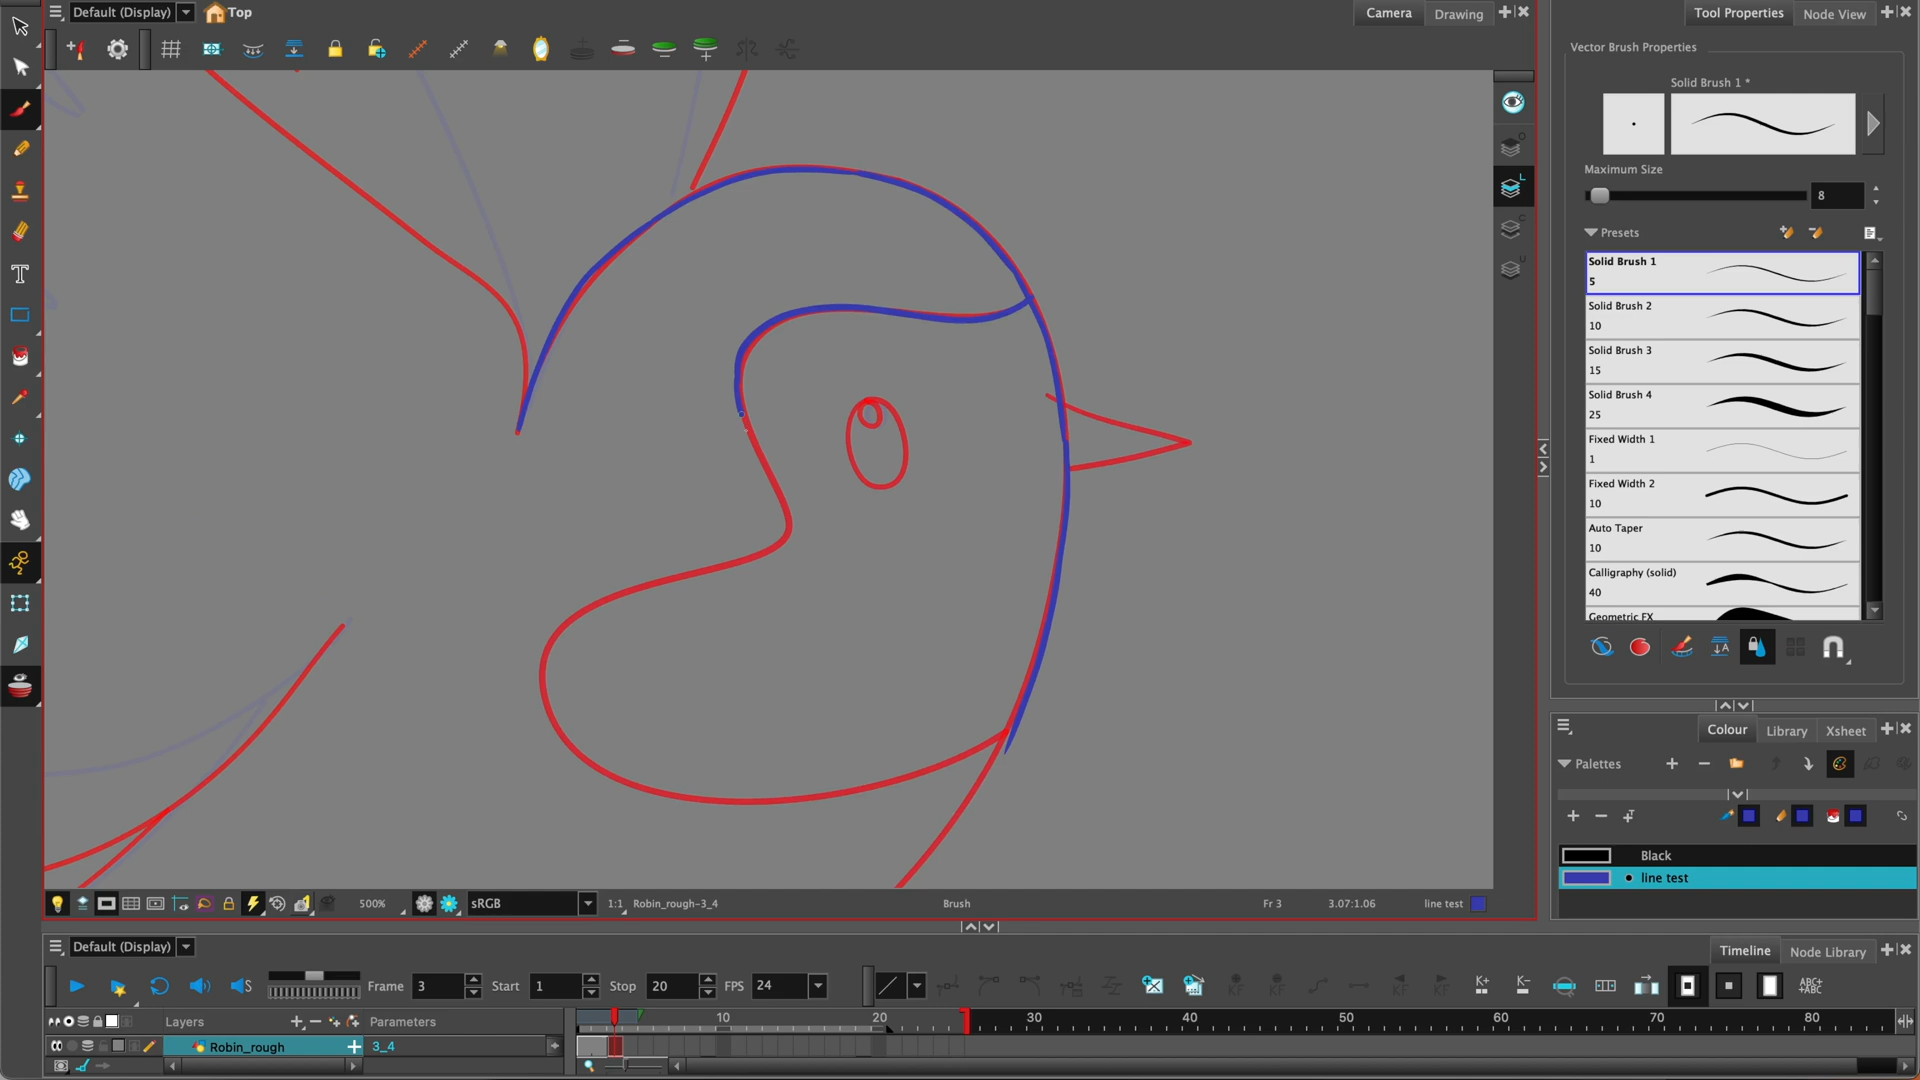 Default (Display) Top Camera Drawing
Tool Properties Node View
Vector Brush Properties
Solid Brush 1 *
Maximum Size
8
Presets
Solid Brush 1
5
Solid Brush 2
10
Solid Brush 3
15
Solid Brush 4
25
Fixed Width 1
1
Fixed Width 2
10
Auto Taper
10
Calligraphy (solid)
40
Geometric FX
Colour Library Xsheet
Palettes
Black
line test
500% sRGB 1:1 Robin_rough-3_4 Brush Fr 3 3.07:1.06 line test
Default (Display) Timeline Node Library
Frame 3 Start 1 Stop 20 FPS 24
Layers Parameters 10 20 30 40 50 60 70 80
Robin_rough 3_4